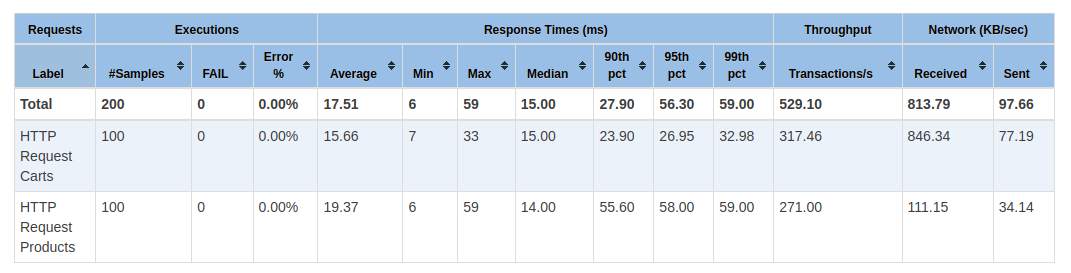 Requests Executions Response Times (ms) Throughput Network (KB/sec)
Label #Samples FAIL Error % Average Min Max Median 90th pct 95th pct 99th pct Transactions/s Received Sent
Total 200 0 0.00% 17.51 6 59 15.00 27.90 56.30 59.00 529.10 813.79 97.66
HTTP Request Carts 100 0 0.00% 15.66 7 33 15.00 23.90 26.95 32.98 317.46 846.34 77.19
HTTP Request Products 100 0 0.00% 19.37 6 59 14.00 55.60 58.00 59.00 271.00 111.15 34.14